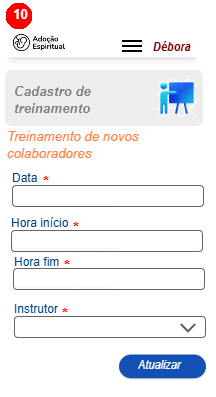 10
Adoção
Espiritual
Débora
Cadastro de
treinamento
Treinamento de novos
colaboradores
Data *
Hora início *
Hora fim *
Instrutor *
Atualizar